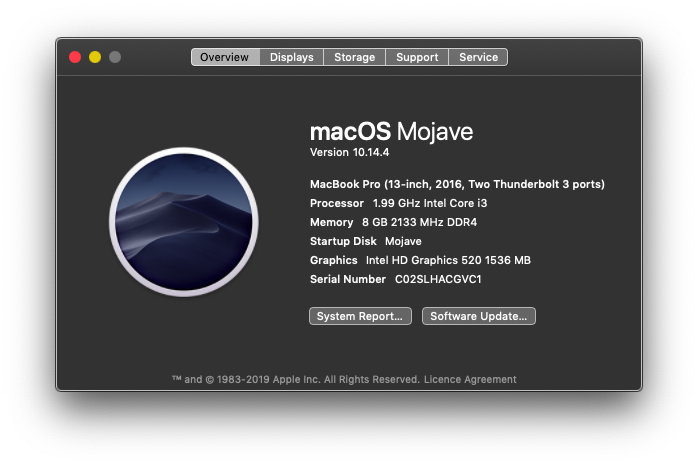 Overview Displays Storage Support Service
macOS Mojave
Version 10.14.4
MacBook Pro (13-inch, 2016, Two Thunderbolt 3 ports)
Processor 1.99 GHz Intel Core i3
Memory 8 GB 2133 MHz DDR4
Startup Disk Mojave
Graphics Intel HD Graphics 520 1536 MB
Serial Number C02SLHACGVC1
System Report... Software Update...
™ and © 1983-2019 Apple Inc. All Rights Reserved. Licence Agreement